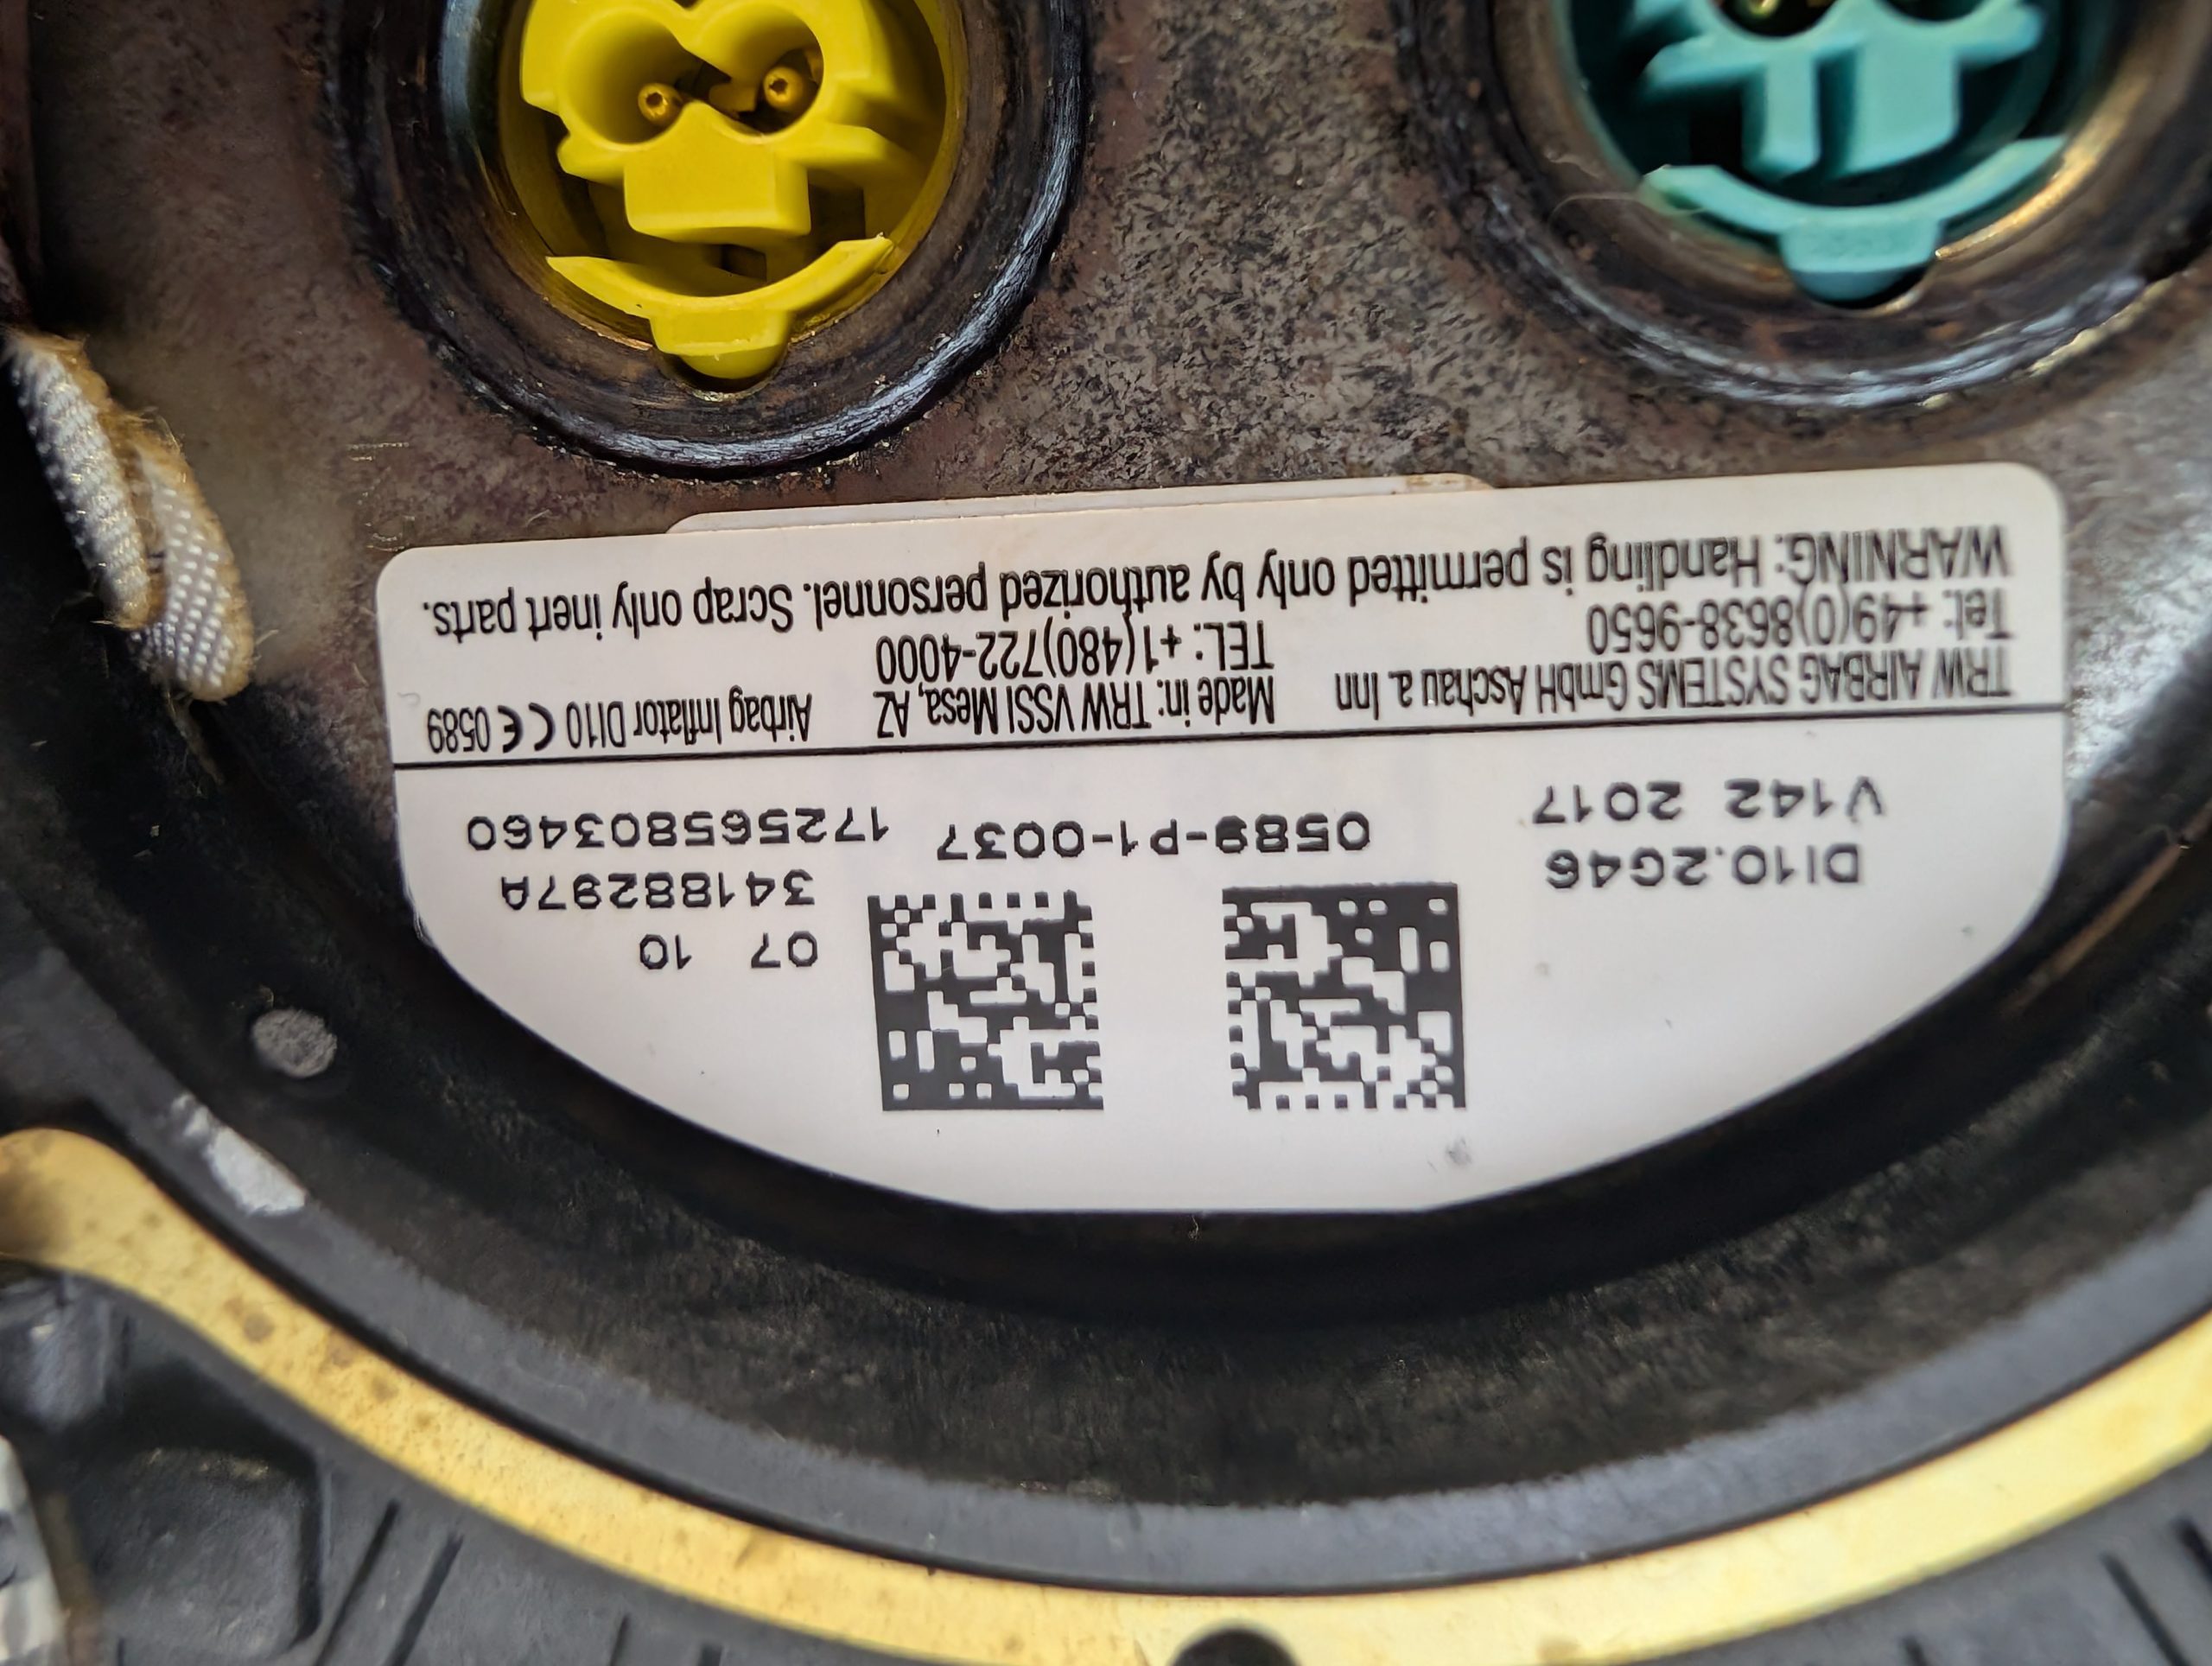 07 10
DI10.2G46 34188297A
V142 2017 0589-P1-0037 172565803460
TRW AIRBAG SYSTEMS GmbH Aschau a. Inn Made in: TRW VSSI Mesa, AZ Airbag Inflator DI10 CE 0589
Tel: +49(0)8638-9650 TEL: +1(480)722-4000
WARNING: Handling is permitted only by authorized personnel. Scrap only inert parts.